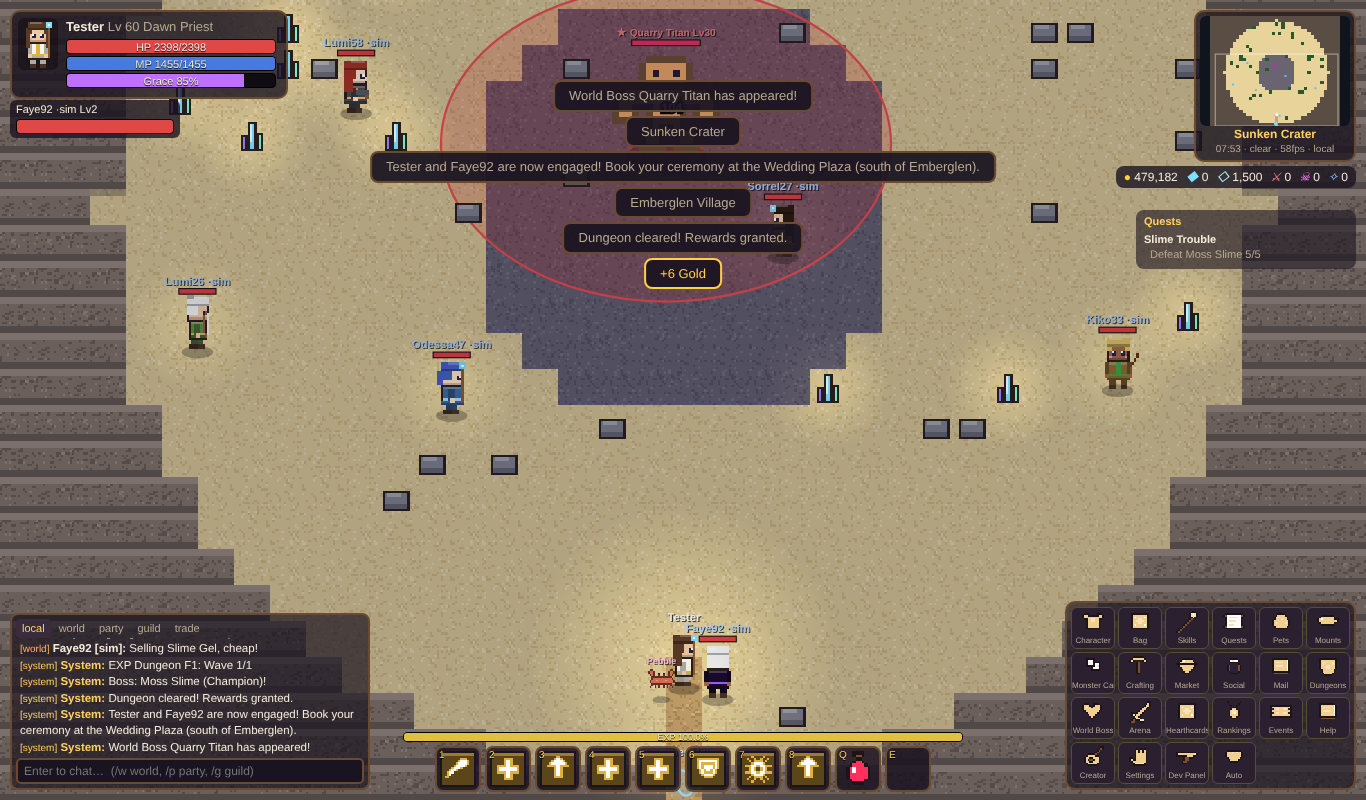 Tester Lv 60 Dawn Priest
HP 2398/2398
MP 1455/1455
Grace 85%
Faye92 ·sim Lv2
Lumi58 ·sim
★ Quarry Titan Lv30
World Boss Quarry Titan has appeared!
Sunken Crater
Tester and Faye92 are now engaged! Book your ceremony at the Wedding Plaza (south of Emberglen).
Sorrel27 ·sim
Emberglen Village
Dungeon cleared! Rewards granted.
+6 Gold
Sunken Crater
07:53 · clear · 58fps · local
479,182 0 1,500 0 0 0
Quests
Slime Trouble
Defeat Moss Slime 5/5
Lumi26 ·sim
Odessa47 ·sim
Kiko33 ·sim
Tester
Faye92 ·sim
Pebble
local world party guild trade
[world] Faye92 [sim]: Selling Slime Gel, cheap!
[system] System: EXP Dungeon F1: Wave 1/1
[system] System: Boss: Moss Slime (Champion)!
[system] System: Dungeon cleared! Rewards granted.
[system] System: Tester and Faye92 are now engaged! Book your
ceremony at the Wedding Plaza (south of Emberglen).
[system] System: World Boss Quarry Titan has appeared!
Enter to chat… (/w world, /p party, /g guild)
EXP 100.0%
1 2 3 4 5 6 7 8 Q E
Character Bag Skills Quests Pets Mounts
Monster Ca Crafting Market Social Mail Dungeons
World Boss Arena Hearthcards Rankings Events Help
Creator Settings Dev Panel Auto